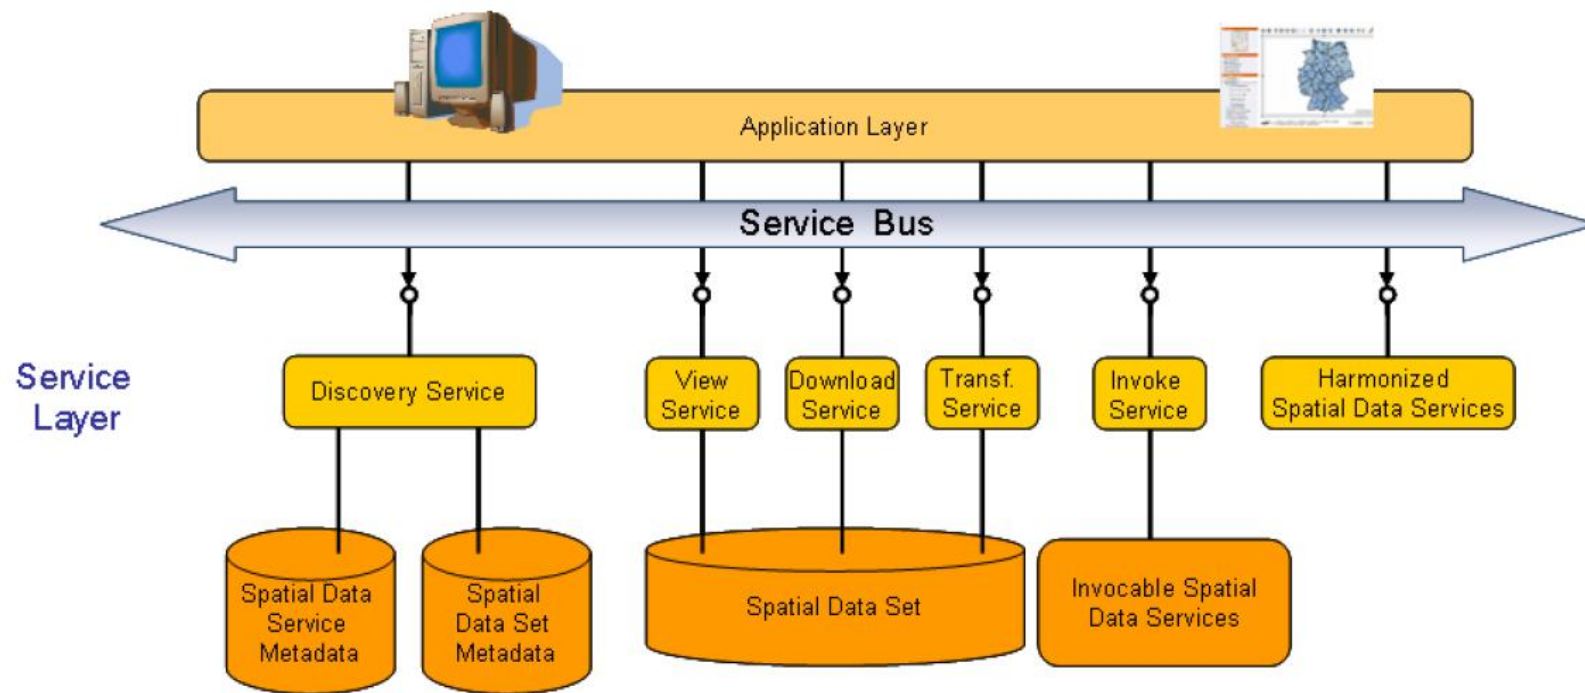 Application Layer
Service Bus
Service
Layer
Discovery Service
View
Service
Download
Service
Transf.
Service
Invoke
Service
Harmonized
Spatial Data Services
Spatial Data
Service
Metadata
Spatial
Data Set
Metadata
Spatial Data Set
Invocable Spatial
Data Services